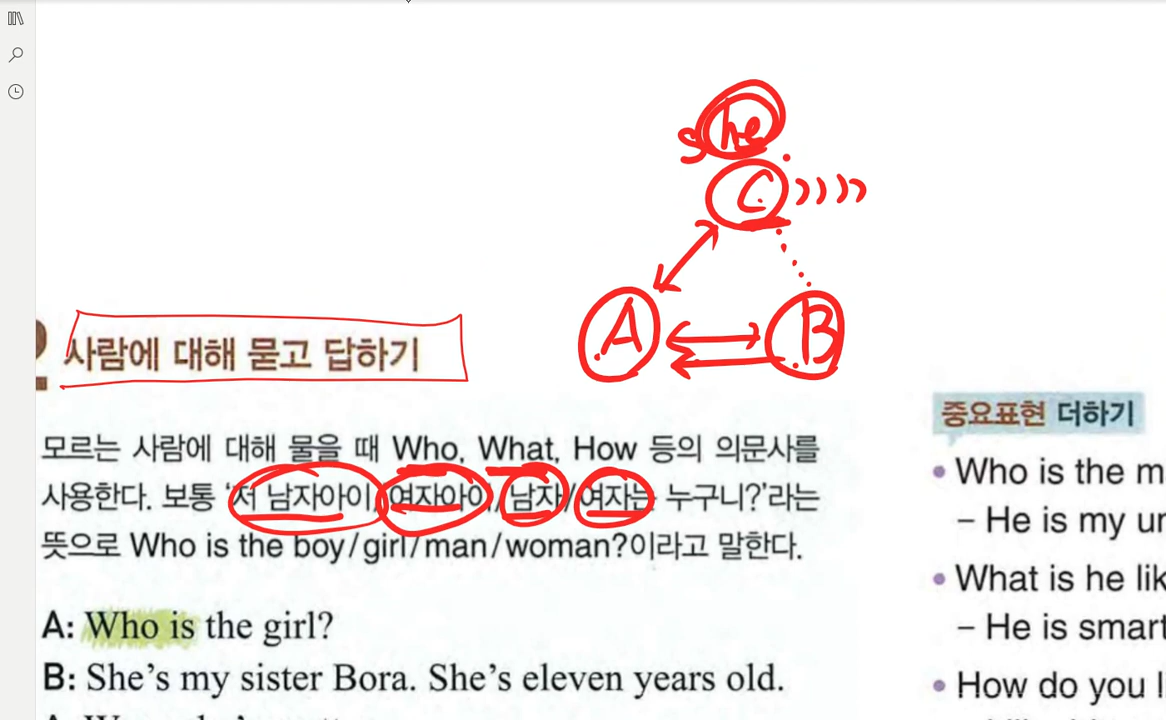 she
C
A
B
사람에 대해 묻고 답하기
모르는 사람에 대해 물을 때 Who, What, How 등의 의문사를
사용한다. 보통 '저 남자아이/여자아이/남자/여자는 누구니?'라는
뜻으로 Who is the boy/girl/man/woman?이라고 말한다.
A: Who is the girl?
B: She's my sister Bora. She's eleven years old.
중요표현 더하기
• Who is the m
– He is my un
• What is he lik
– He is smart
• How do you li